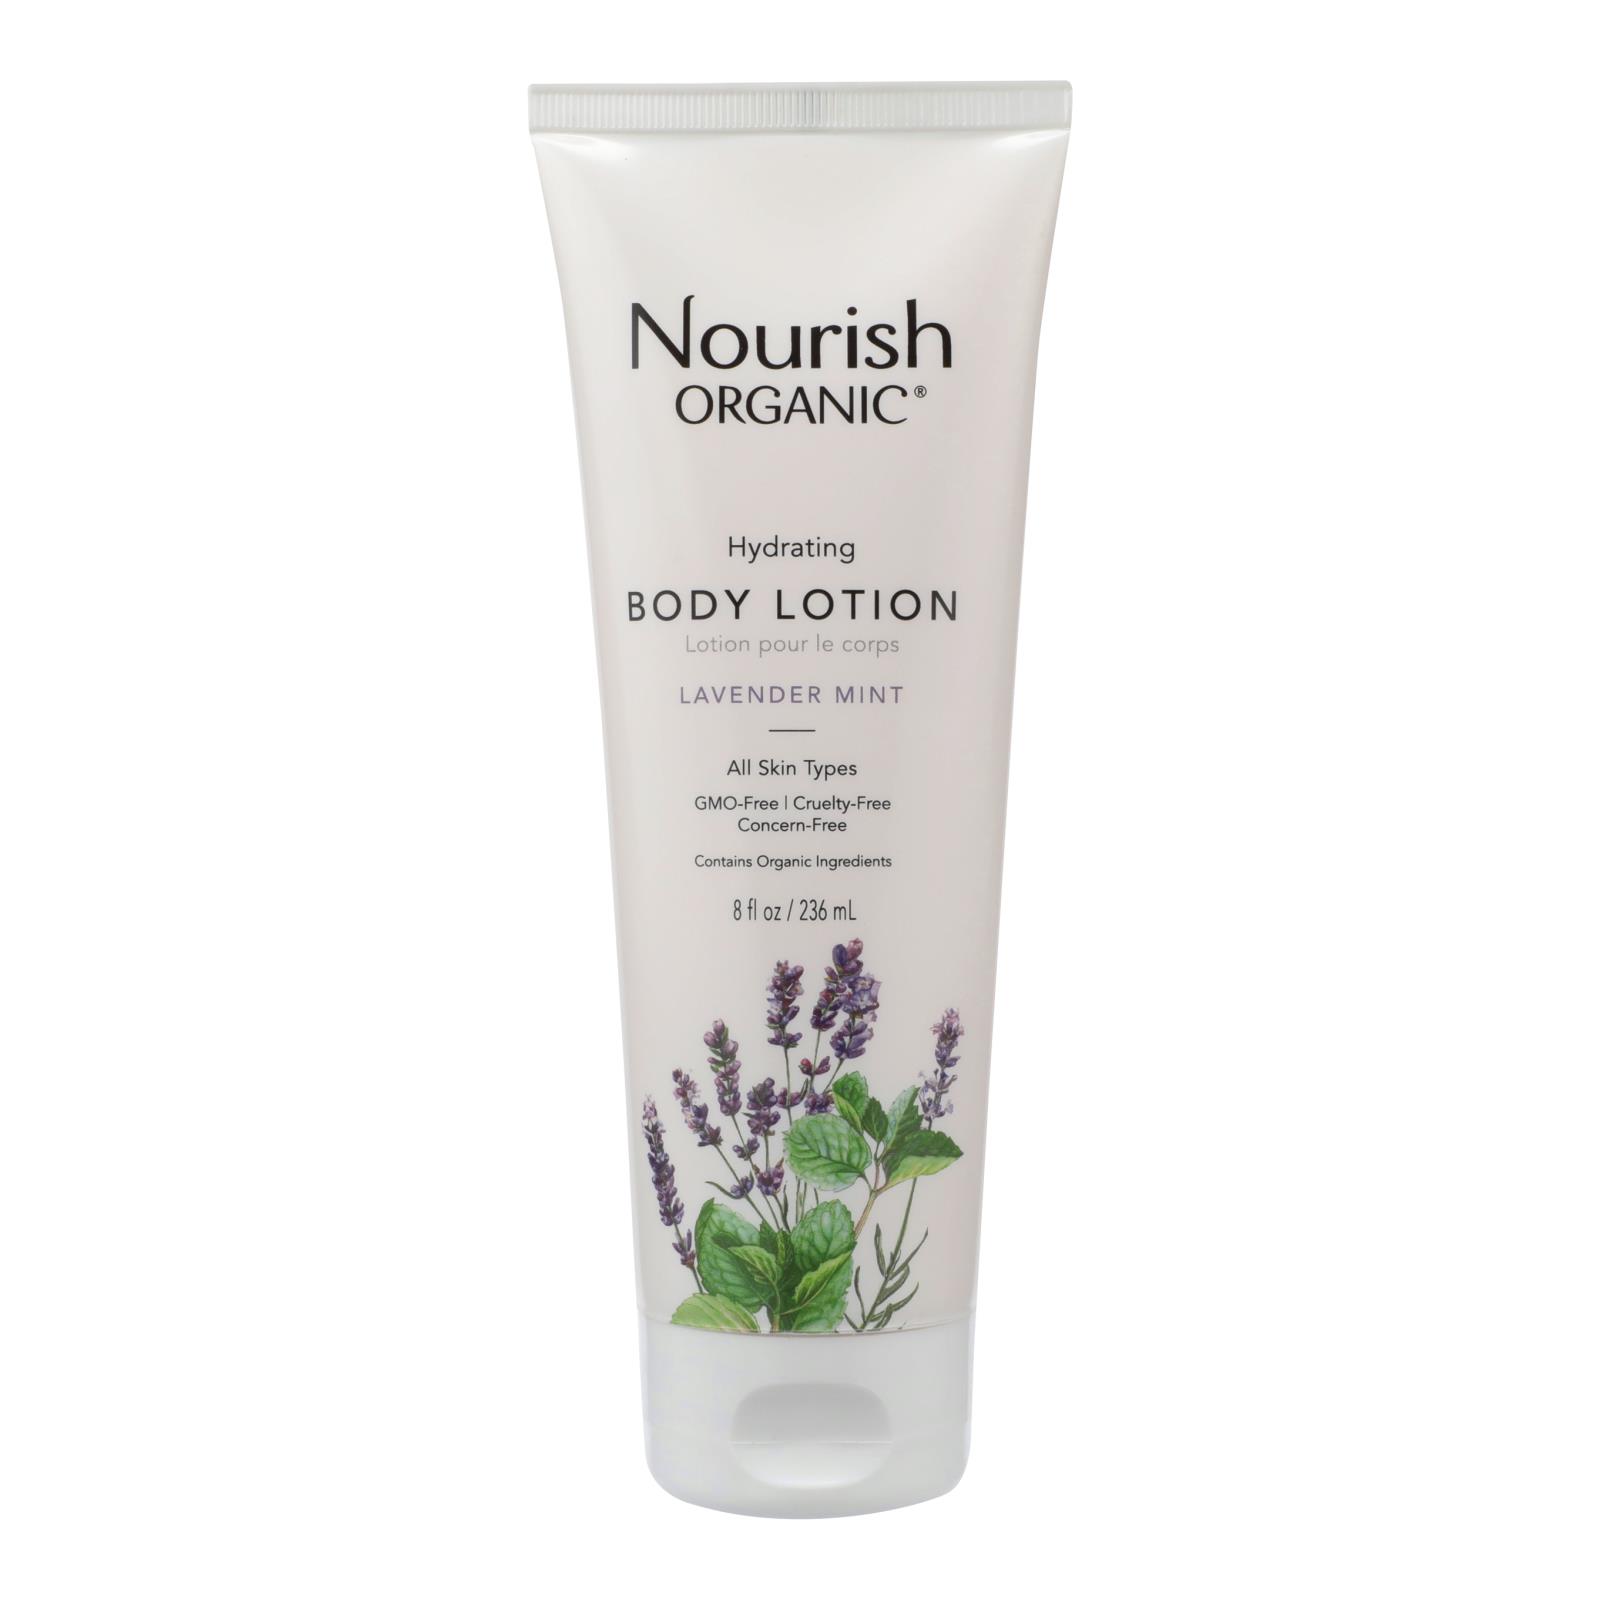 Nourish
ORGANIC®
Hydrating
BODY LOTION
Lotion pour le corps
LAVENDER MINT
All Skin Types
GMO-Free | Cruelty-Free
Concern-Free
Contains Organic Ingredients
8 fl oz / 236 mL